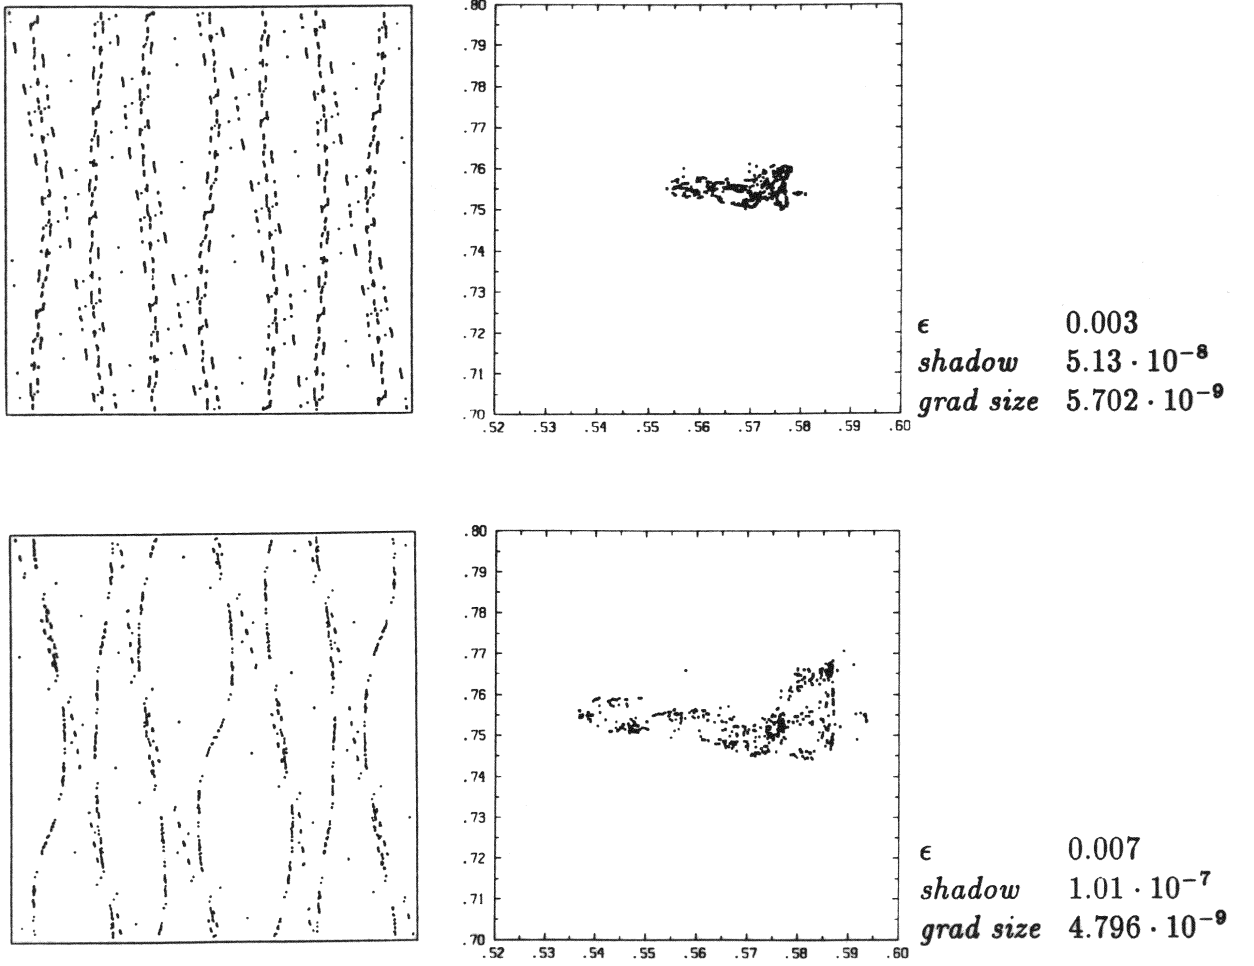 .80
.79
.78
.77
.76
.75
.74
.73
.72
.71
.70
.52 .53 .54 .55 .56 .57 .58 .59 .60
ϵ 0.003
shadow 5.13 · 10⁻⁸
grad size 5.702 · 10⁻⁹
.80
.79
.78
.77
.76
.75
.74
.73
.72
.71
.70
.52 .53 .54 .55 .56 .57 .58 .59 .60
ϵ 0.007
shadow 1.01 · 10⁻⁷
grad size 4.796 · 10⁻⁹